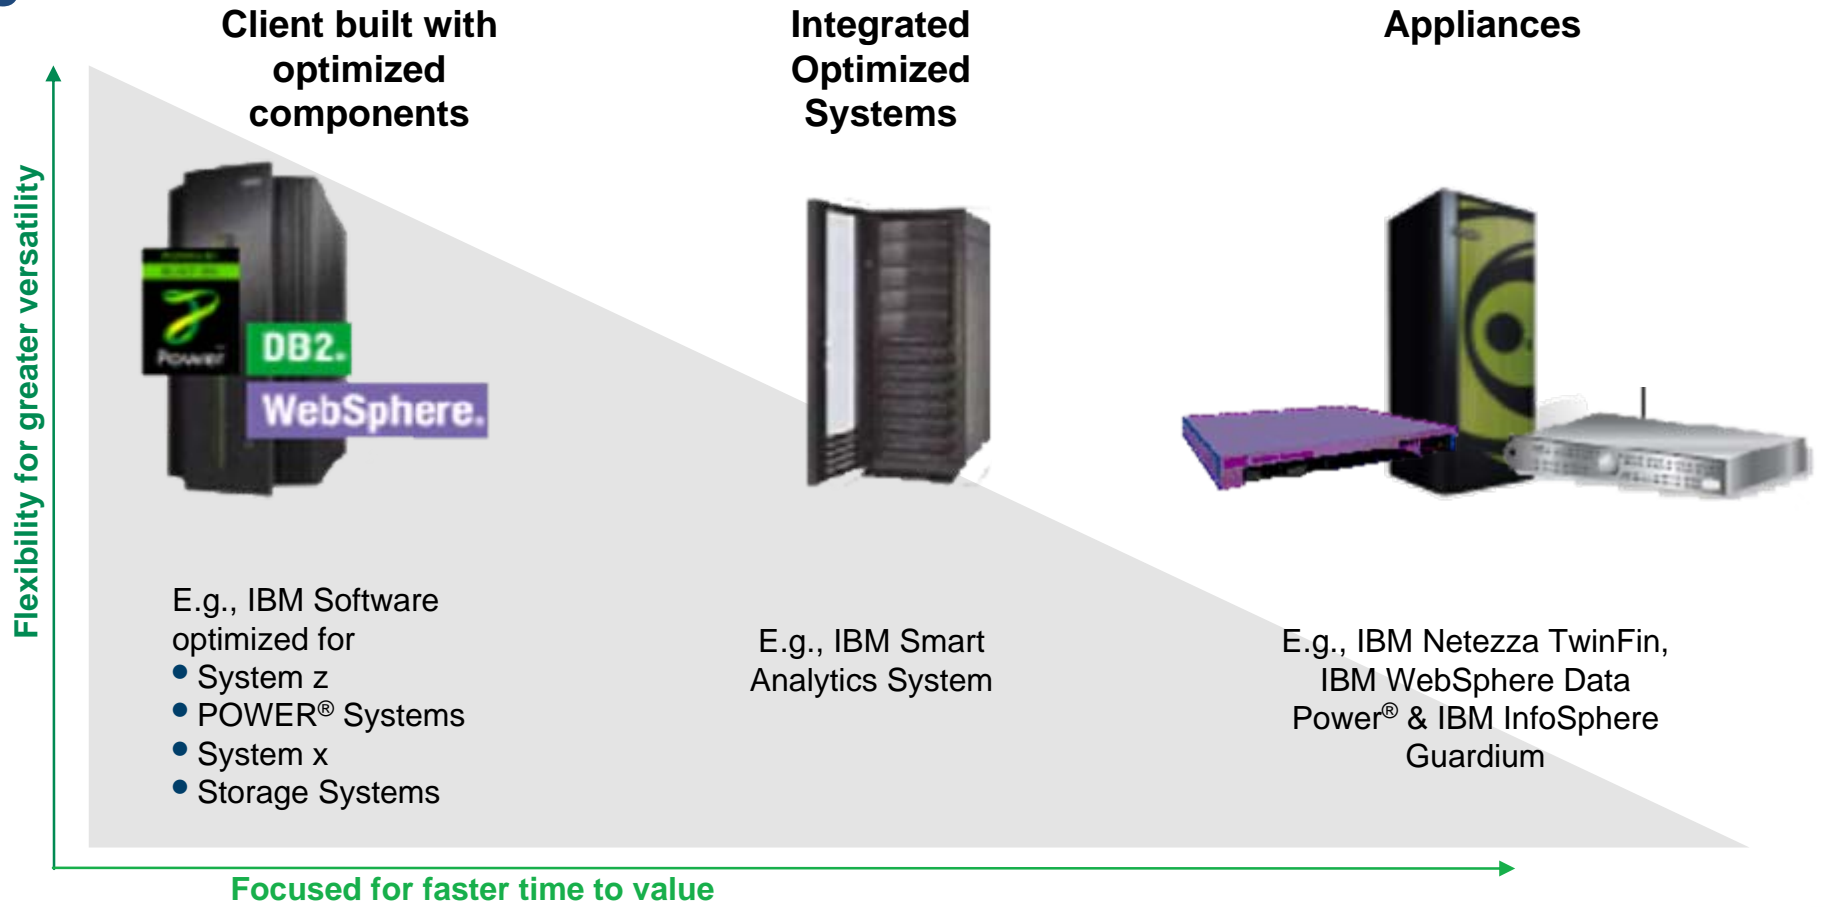 Client built with
optimized
components
Integrated
Optimized
Systems
Appliances
Flexibility for greater versatility
Power
DB2.
WebSphere.
E.g., IBM Software
optimized for
• System z
• POWER® Systems
• System x
• Storage Systems
E.g., IBM Smart
Analytics System
E.g., IBM Netezza TwinFin,
IBM WebSphere Data
Power® & IBM InfoSphere
Guardium
Focused for faster time to value